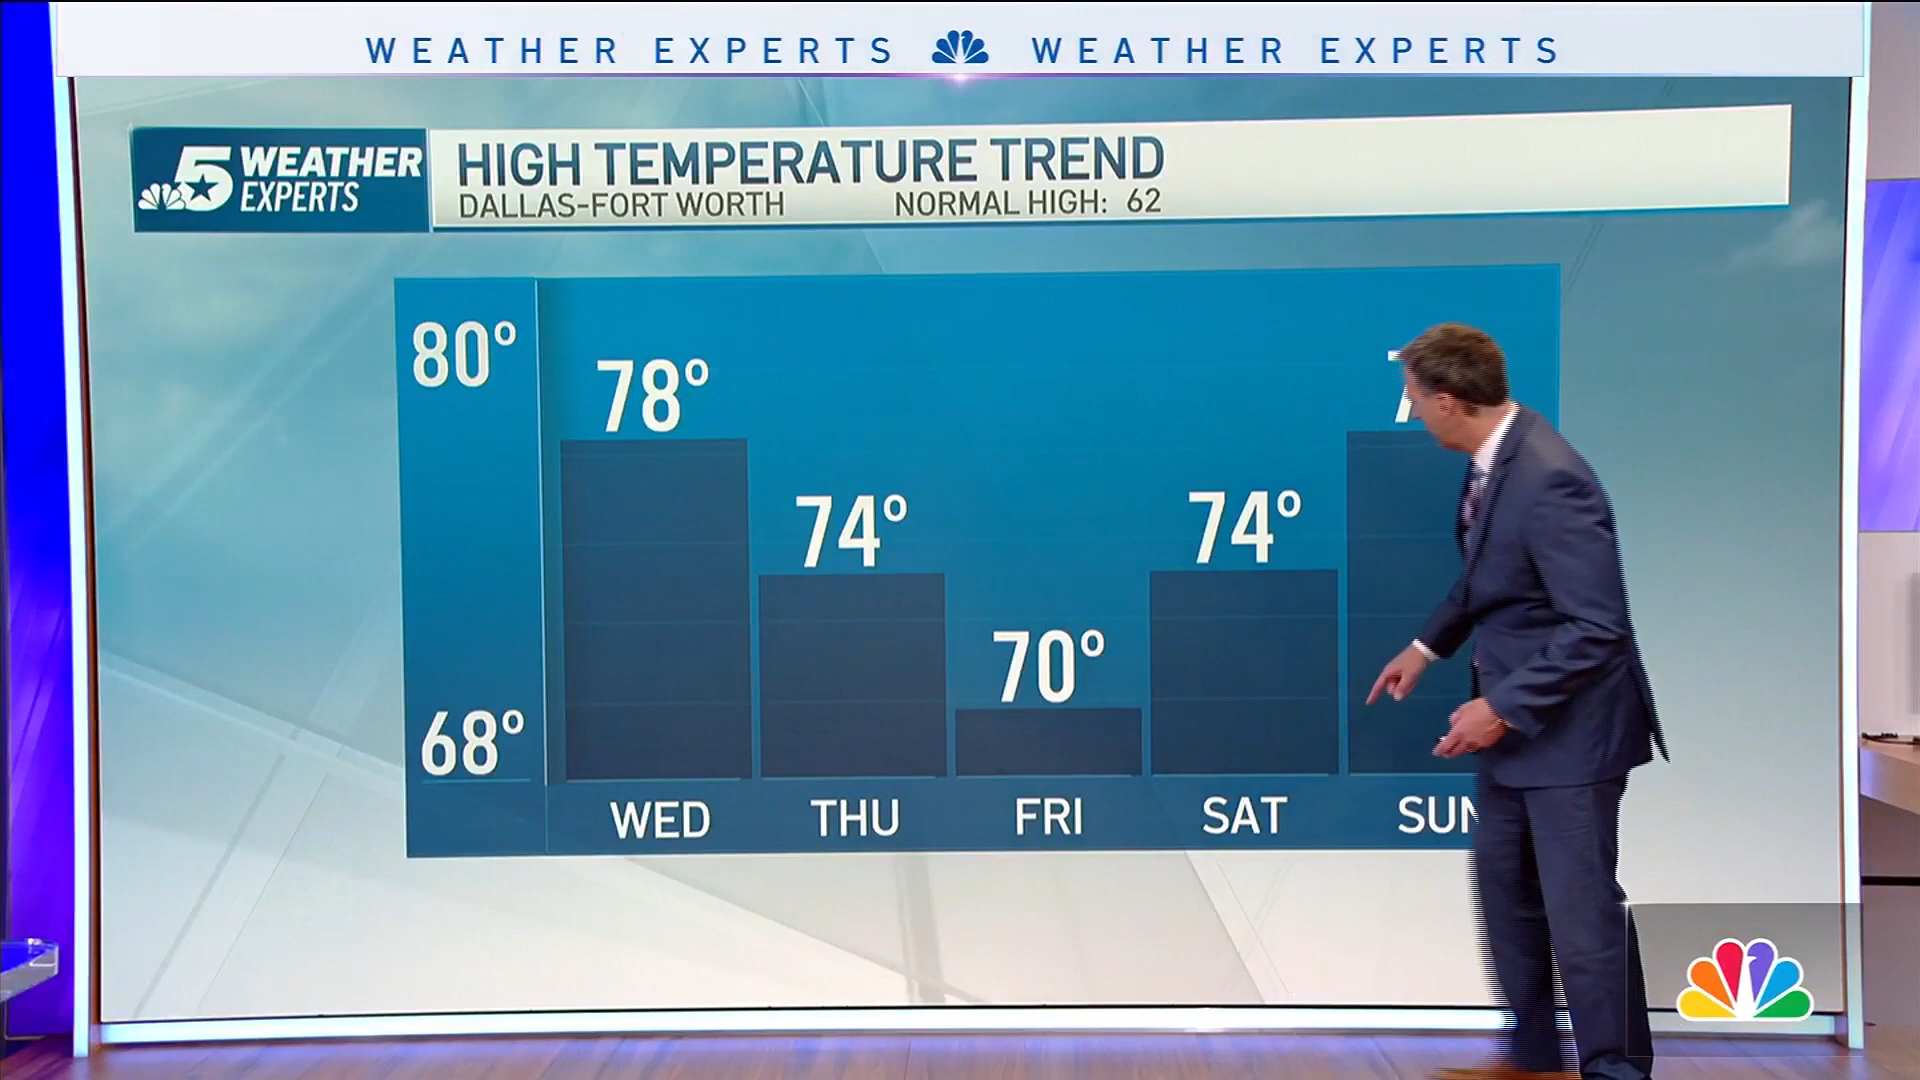 WEATHER EXPERTS WEATHER EXPERTS
5 WEATHER
EXPERTS
HIGH TEMPERATURE TREND
DALLAS-FORT WORTH NORMAL HIGH: 62
80°
78°
74°
70°
74°
68°
WED THU FRI SAT SUN